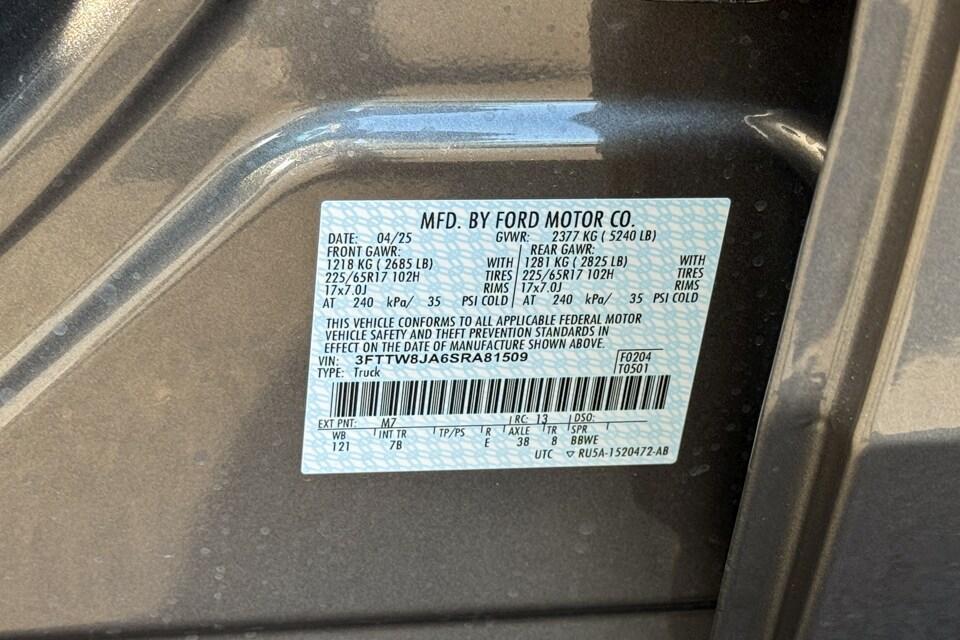 MFD. BY FORD MOTOR CO.
DATE: 04/25 GVWR: 2377 KG ( 5240 LB)
FRONT GAWR: REAR GAWR:
1218 KG ( 2685 LB) WITH 1281 KG ( 2825 LB) WITH
225/65R17 102H TIRES 225/65R17 102H TIRES
17x7.0J RIMS 17x7.0J RIMS
AT 240 kPa/ 35 PSI COLD AT 240 kPa/ 35 PSI COLD
THIS VEHICLE CONFORMS TO ALL APPLICABLE FEDERAL MOTOR
VEHICLE SAFETY AND THEFT PREVENTION STANDARDS IN
EFFECT ON THE DATE OF MANUFACTURE SHOWN ABOVE.
VIN: 3FTTW8JA6SRA81509 F0204
TYPE: Truck T0501
EXT PNT: M7 RC: 13 DSO:
WB INT TR TP/PS R AXLE TR SPR
121 7B E 38 8 BBWE
UTC ▽ RU5A-1520472-AB